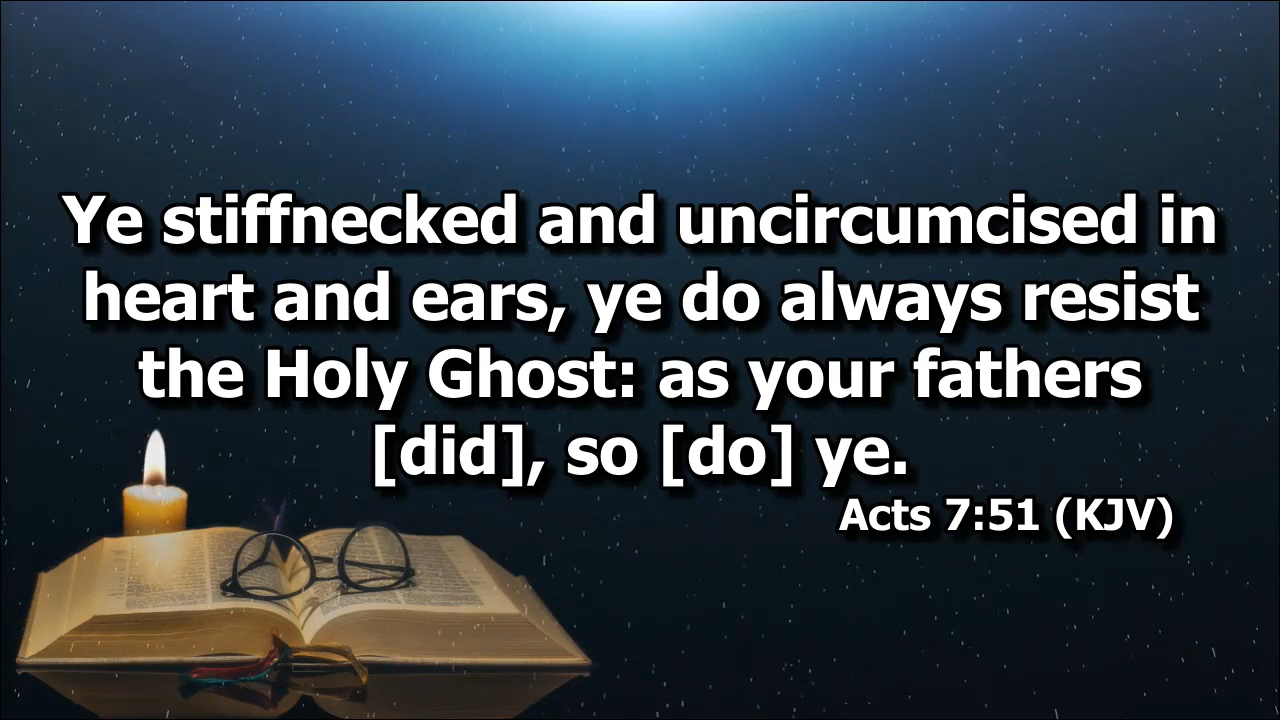 Ye stiffnecked and uncircumcised in
heart and ears, ye do always resist
the Holy Ghost: as your fathers
[did], so [do] ye.
Acts 7:51 (KJV)